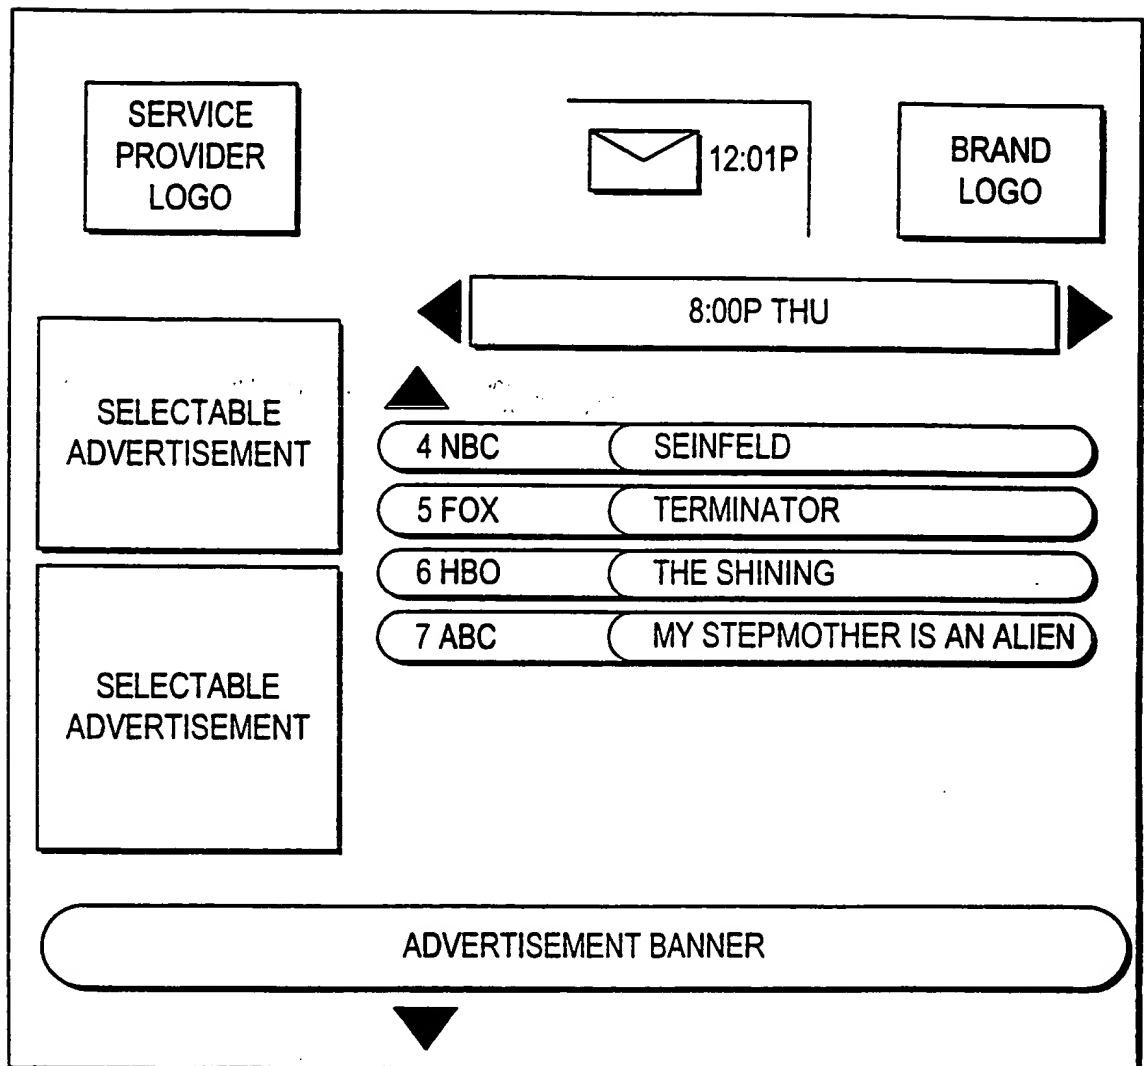 SERVICE
PROVIDER
LOGO
12:01P
BRAND
LOGO
8:00P THU
SELECTABLE
ADVERTISEMENT
4 NBC SEINFELD
5 FOX TERMINATOR
6 HBO THE SHINING
7 ABC MY STEPMOTHER IS AN ALIEN
SELECTABLE
ADVERTISEMENT
ADVERTISEMENT BANNER